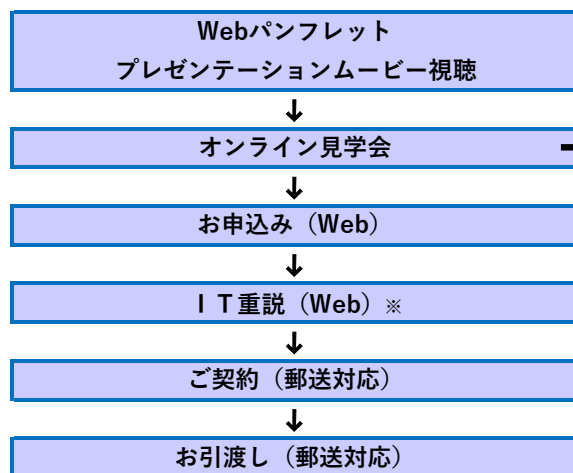 Webパンフレット
プレゼンテーションムービー視聴
↓
オンライン見学会
↓
お申込み（Web）
↓
ＩＴ重説（Web）※
↓
ご契約（郵送対応）
↓
お引渡し（郵送対応）